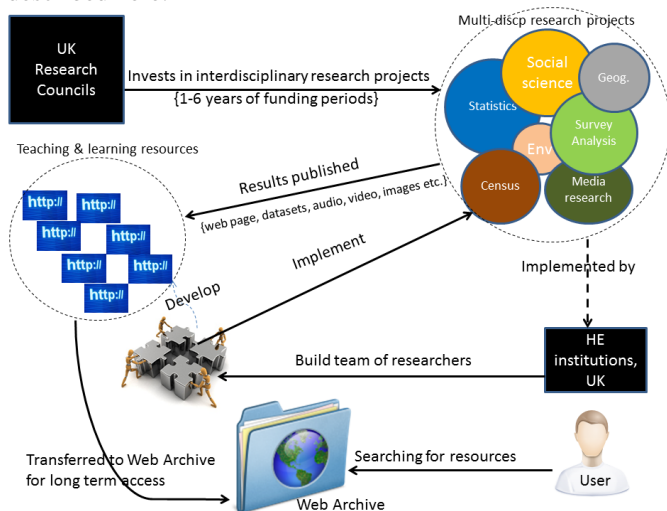 Multi-discp research projects
UK
Research
Councils
Invests in interdisciplinary research projects
{1-6 years of funding periods}
Social
science
Geog.
Statistics
Survey
Analysis
Env
Census
Media
research
Teaching & learning resources
http://
http://
http://
http://
http://
http://
http://
Results published
{web page, datasets, audio, video, images etc.}
Implement
Develop
Implemented by
HE
institutions,
UK
Build team of researchers
Transferred to Web Archive
for long term access
Searching for resources
User
Web Archive